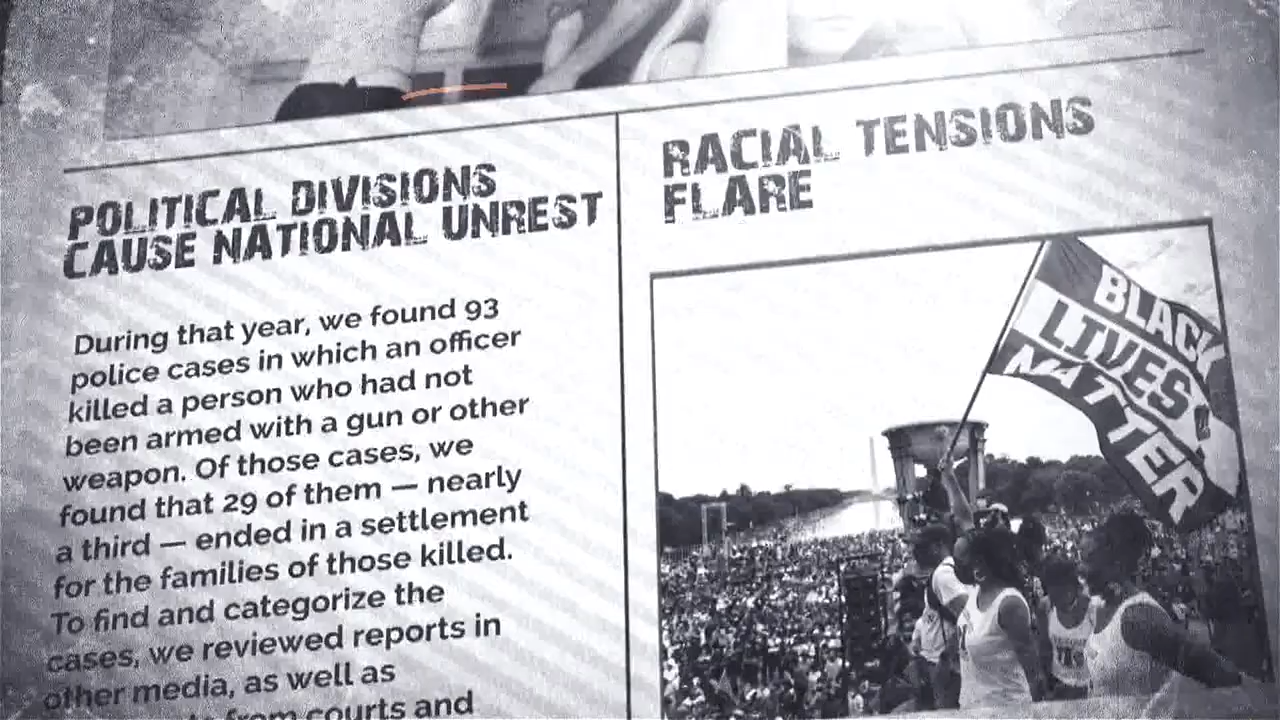 POLITICAL DIVISIONS
CAUSE NATIONAL UNREST
During that year, we found 93
police cases in which an officer
killed a person who had not
been armed with a gun or other
weapon. Of those cases, we
found that 29 of them — nearly
a third — ended in a settlement
for the families of those killed.
To find and categorize the
cases, we reviewed reports in
other media, as well as
from courts and
RACIAL TENSIONS
FLARE
BLACK
LIVES
MATTER